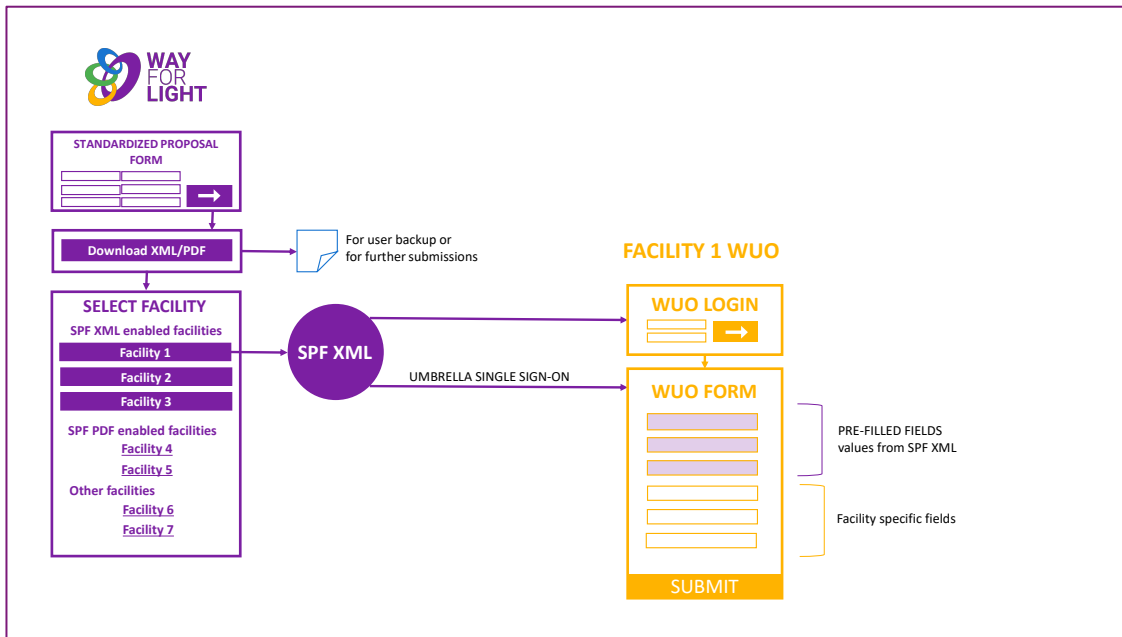 WAY
FOR
LIGHT
STANDARDIZED PROPOSAL
FORM
Download XML/PDF
For user backup or
for further submissions
SELECT FACILITY
SPF XML enabled facilities
Facility 1
Facility 2
Facility 3
SPF PDF enabled facilities
Facility 4
Facility 5
Other facilities
Facility 6
Facility 7
SPF XML
UMBRELLA SINGLE SIGN-ON
FACILITY 1 WUO
WUO LOGIN
WUO FORM
PRE-FILLED FIELDS
values from SPF XML
Facility specific fields
SUBMIT